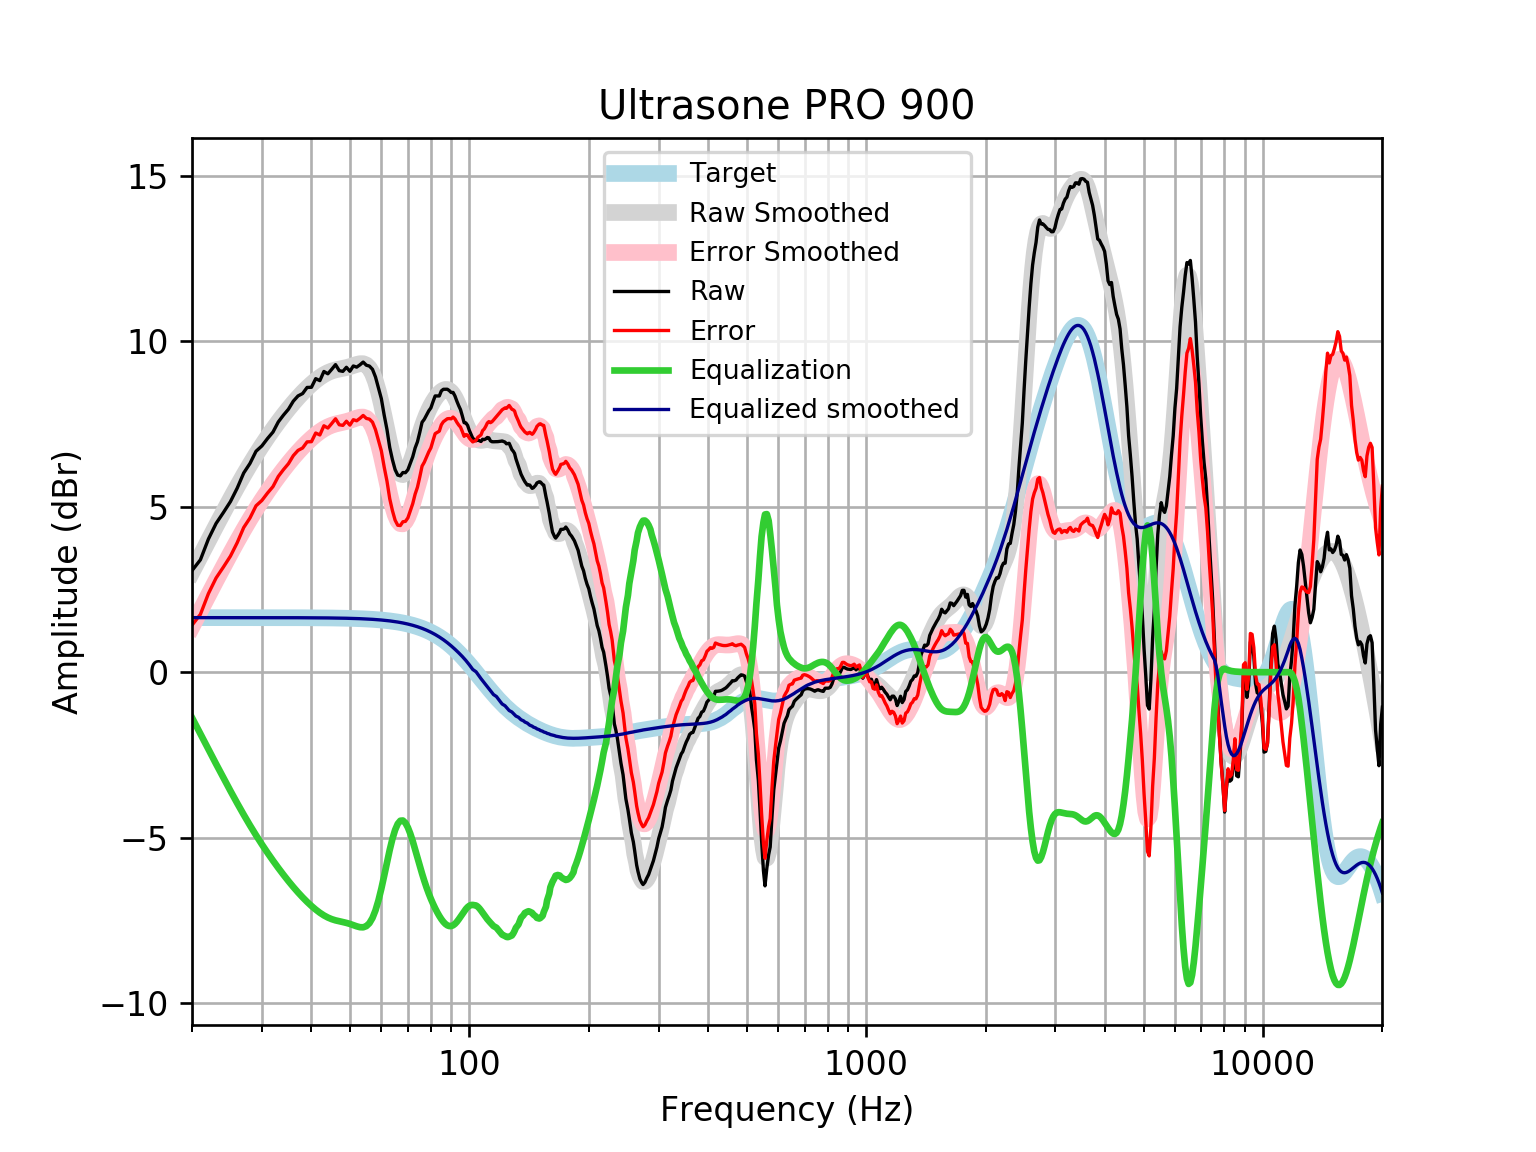 Ultrasone PRO 900
Target
Raw Smoothed
Error Smoothed
Raw
Error
Equalization
Equalized smoothed
15
10
5
0
−5
−10
Amplitude (dBr)
100
1000
10000
Frequency (Hz)